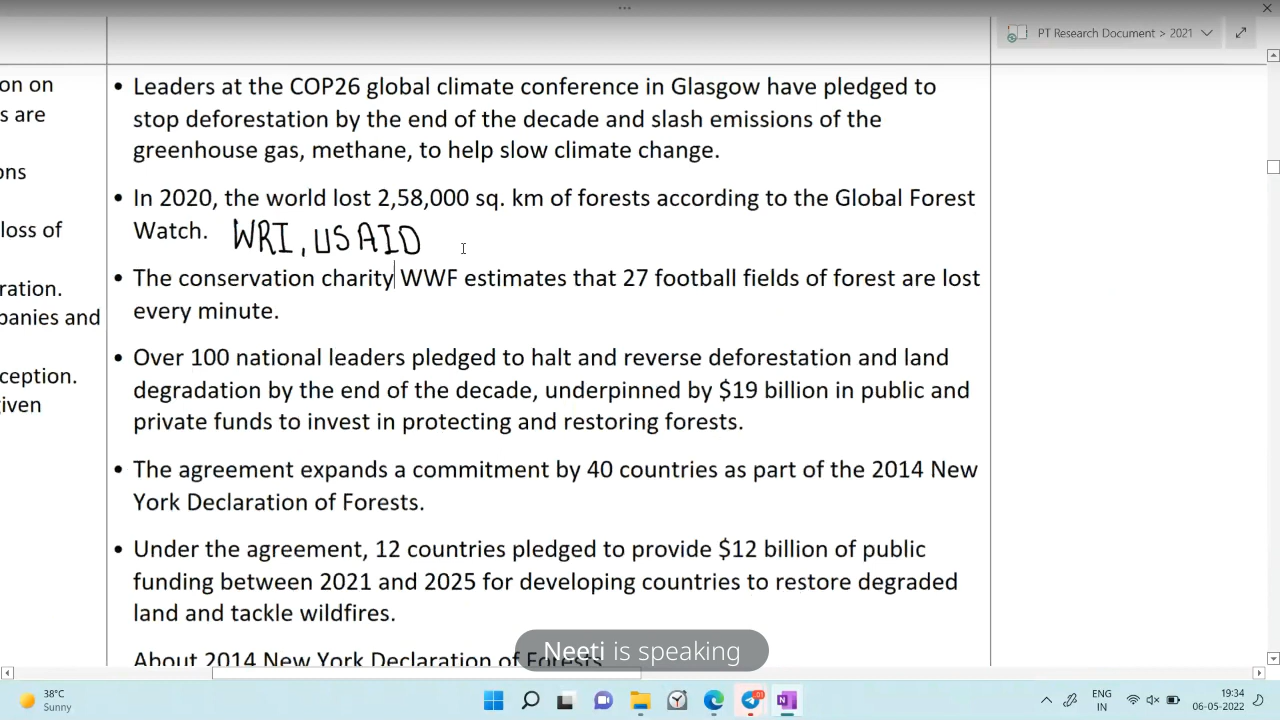 PT Research Document > 2021
on on
s are
ons
loss of
ration.
panies and
ception.
given
• Leaders at the COP26 global climate conference in Glasgow have pledged to
stop deforestation by the end of the decade and slash emissions of the
greenhouse gas, methane, to help slow climate change.
• In 2020, the world lost 2,58,000 sq. km of forests according to the Global Forest
Watch. WRI, USAID
• The conservation charity WWF estimates that 27 football fields of forest are lost
every minute.
• Over 100 national leaders pledged to halt and reverse deforestation and land
degradation by the end of the decade, underpinned by $19 billion in public and
private funds to invest in protecting and restoring forests.
• The agreement expands a commitment by 40 countries as part of the 2014 New
York Declaration of Forests.
• Under the agreement, 12 countries pledged to provide $12 billion of public
funding between 2021 and 2025 for developing countries to restore degraded
land and tackle wildfires.
About 2014 New York Declaration of Forests
Neeti is speaking
38°C
Sunny
01
ENG
IN
19:34
06-05-2022